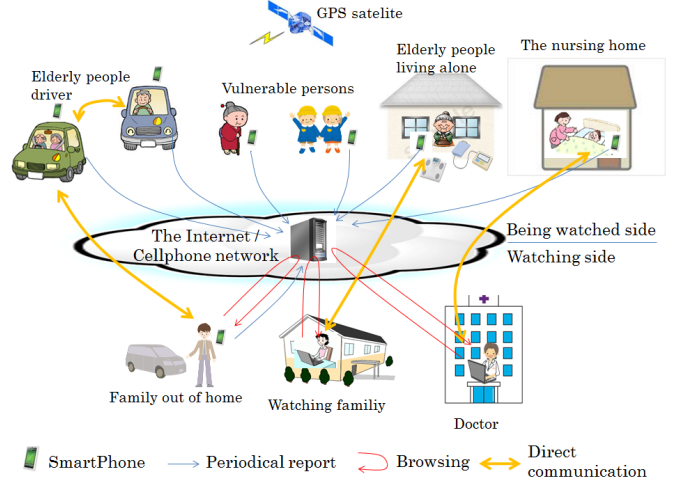 GPS satelite
Elderly people
living alone
The nursing home
Elderly people
driver
Vulnerable persons
The Internet /
Cellphone network
Being watched side
Watching side
Family out of home
Watching familiy
Doctor
SmartPhone
Periodical report
Browsing
Direct
communication